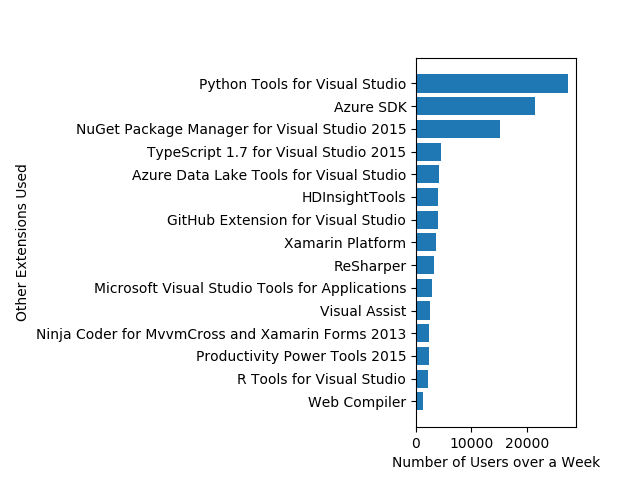 Python Tools for Visual Studio
Azure SDK
NuGet Package Manager for Visual Studio 2015
TypeScript 1.7 for Visual Studio 2015
Azure Data Lake Tools for Visual Studio
HDInsightTools
GitHub Extension for Visual Studio
Xamarin Platform
ReSharper
Microsoft Visual Studio Tools for Applications
Visual Assist
Ninja Coder for MvvmCross and Xamarin Forms 2013
Productivity Power Tools 2015
R Tools for Visual Studio
Web Compiler
Other Extensions Used
0 10000 20000
Number of Users over a Week